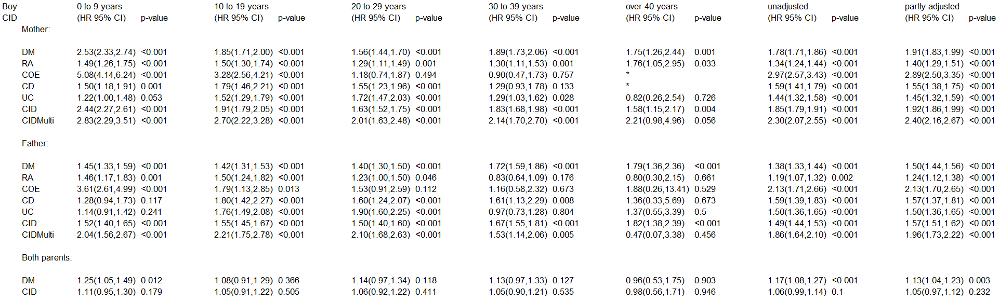 Boy 0 to 9 years 10 to 19 years 20 to 29 years 30 to 39 years over 40 years unadjusted partly adjusted
CID (HR 95% CI) p-value (HR 95% CI) p-value (HR 95% CI) p-value (HR 95% CI) p-value (HR 95% CI) p-value (HR 95% CI) p-value (HR 95% CI) p-value
Mother:
DM 2.53(2.33,2.74) <0.001 1.85(1.71,2.00) <0.001 1.56(1.44,1.70) <0.001 1.89(1.73,2.06) <0.001 1.75(1.26,2.44) 0.001 1.78(1.71,1.86) <0.001 1.91(1.83,1.99) <0.001
RA 1.49(1.26,1.75) <0.001 1.50(1.30,1.74) <0.001 1.29(1.11,1.49) 0.001 1.30(1.11,1.53) 0.001 1.76(1.05,2.95) 0.033 1.34(1.24,1.44) <0.001 1.40(1.29,1.51) <0.001
COE 5.08(4.14,6.24) <0.001 3.28(2.56,4.21) <0.001 1.18(0.74,1.87) 0.494 0.90(0.47,1.73) 0.757 * 2.97(2.57,3.43) <0.001 2.89(2.50,3.35) <0.001
CD 1.50(1.18,1.91) 0.001 1.79(1.46,2.21) <0.001 1.55(1.23,1.96) <0.001 1.29(0.93,1.78) 0.133 * 1.59(1.41,1.79) <0.001 1.55(1.38,1.75) <0.001
UC 1.22(1.00,1.48) 0.053 1.52(1.29,1.79) <0.001 1.72(1.47,2.03) <0.001 1.29(1.03,1.62) 0.028 0.82(0.26,2.54) 0.726 1.44(1.32,1.58) <0.001 1.45(1.32,1.59) <0.001
CID 2.44(2.27,2.61) <0.001 1.91(1.79,2.05) <0.001 1.63(1.52,1.75) <0.001 1.83(1.68,1.98) <0.001 1.58(1.15,2.17) 0.004 1.85(1.79,1.91) <0.001 1.92(1.86,1.99) <0.001
CIDMulti 2.83(2.29,3.51) <0.001 2.70(2.22,3.28) <0.001 2.01(1.63,2.48) <0.001 2.14(1.70,2.70) <0.001 2.21(0.98,4.96) 0.056 2.30(2.07,2.55) <0.001 2.40(2.16,2.67) <0.001
Father:
DM 1.45(1.33,1.59) <0.001 1.42(1.31,1.53) <0.001 1.40(1.30,1.50) <0.001 1.72(1.59,1.86) <0.001 1.79(1.36,2.36) <0.001 1.38(1.33,1.44) <0.001 1.50(1.44,1.56) <0.001
RA 1.46(1.17,1.83) 0.001 1.50(1.24,1.82) <0.001 1.23(1.00,1.50) 0.046 0.83(0.64,1.09) 0.176 0.80(0.30,2.15) 0.661 1.19(1.07,1.32) 0.002 1.24(1.12,1.38) <0.001
COE 3.61(2.61,4.99) <0.001 1.79(1.13,2.85) 0.013 1.53(0.91,2.59) 0.112 1.16(0.58,2.32) 0.673 1.88(0.26,13.41) 0.529 2.13(1.71,2.66) <0.001 2.13(1.70,2.65) <0.001
CD 1.28(0.94,1.73) 0.117 1.80(1.42,2.27) <0.001 1.60(1.24,2.07) <0.001 1.61(1.13,2.29) 0.008 1.36(0.33,5.69) 0.673 1.59(1.39,1.83) <0.001 1.57(1.37,1.81) <0.001
UC 1.14(0.91,1.42) 0.241 1.76(1.49,2.08) <0.001 1.90(1.60,2.25) <0.001 0.97(0.73,1.28) 0.804 1.37(0.55,3.39) 0.5 1.50(1.36,1.65) <0.001 1.50(1.36,1.65) <0.001
CID 1.52(1.40,1.65) <0.001 1.55(1.45,1.67) <0.001 1.50(1.40,1.60) <0.001 1.67(1.55,1.81) <0.001 1.82(1.38,2.39) <0.001 1.49(1.44,1.53) <0.001 1.57(1.51,1.62) <0.001
CIDMulti 2.04(1.56,2.67) <0.001 2.21(1.75,2.78) <0.001 2.10(1.68,2.63) <0.001 1.53(1.14,2.06) 0.005 0.47(0.07,3.38) 0.456 1.86(1.64,2.10) <0.001 1.96(1.73,2.22) <0.001
Both parents:
DM 1.25(1.05,1.49) 0.012 1.08(0.91,1.29) 0.366 1.14(0.97,1.34) 0.118 1.13(0.97,1.33) 0.127 0.96(0.53,1.75) 0.903 1.17(1.08,1.27) <0.001 1.13(1.04,1.23) 0.003
CID 1.11(0.95,1.30) 0.179 1.05(0.91,1.22) 0.505 1.06(0.92,1.22) 0.411 1.05(0.90,1.21) 0.535 0.98(0.56,1.71) 0.946 1.06(0.99,1.14) 0.1 1.05(0.97,1.12) 0.232